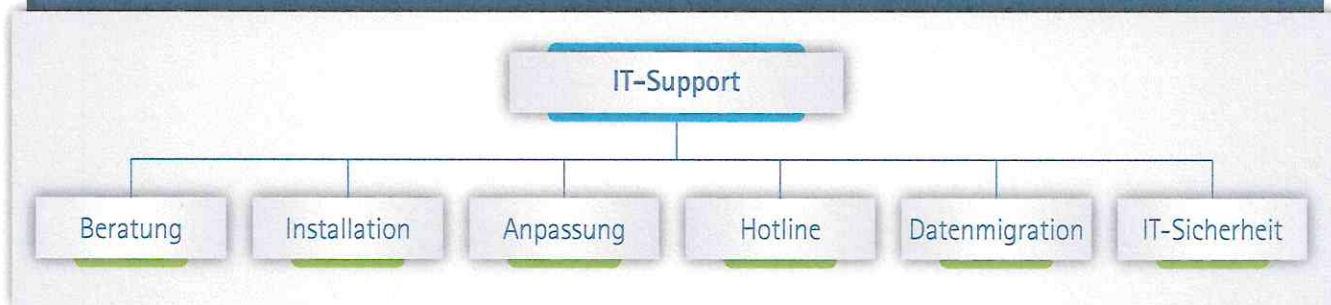 IT-Support
Beratung
Installation
Anpassung
Hotline
Datenmigration
IT-Sicherheit